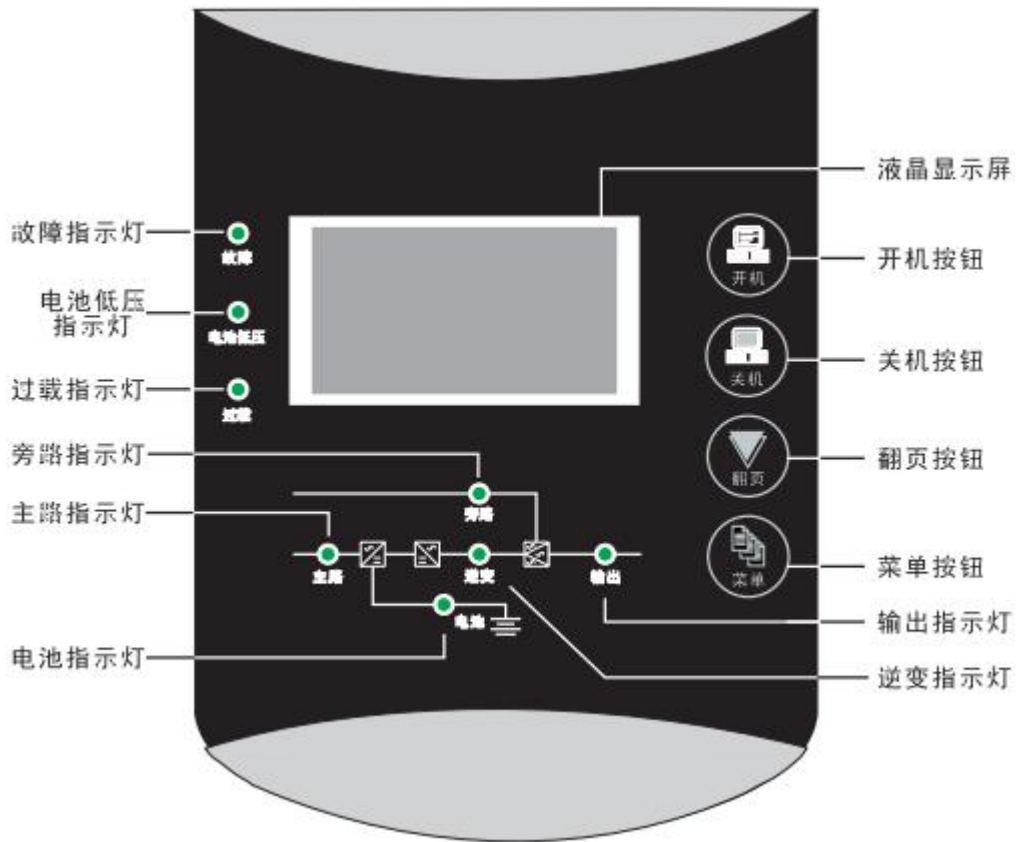 液晶显示屏
故障指示灯
故障
开机
开机按钮
电池低压
指示灯
电池低压
关机
关机按钮
过载指示灯
过载
旁路指示灯
翻页
翻页按钮
主路指示灯
旁路
主路
逆变
输出
菜单
菜单按钮
电池
输出指示灯
电池指示灯
逆变指示灯